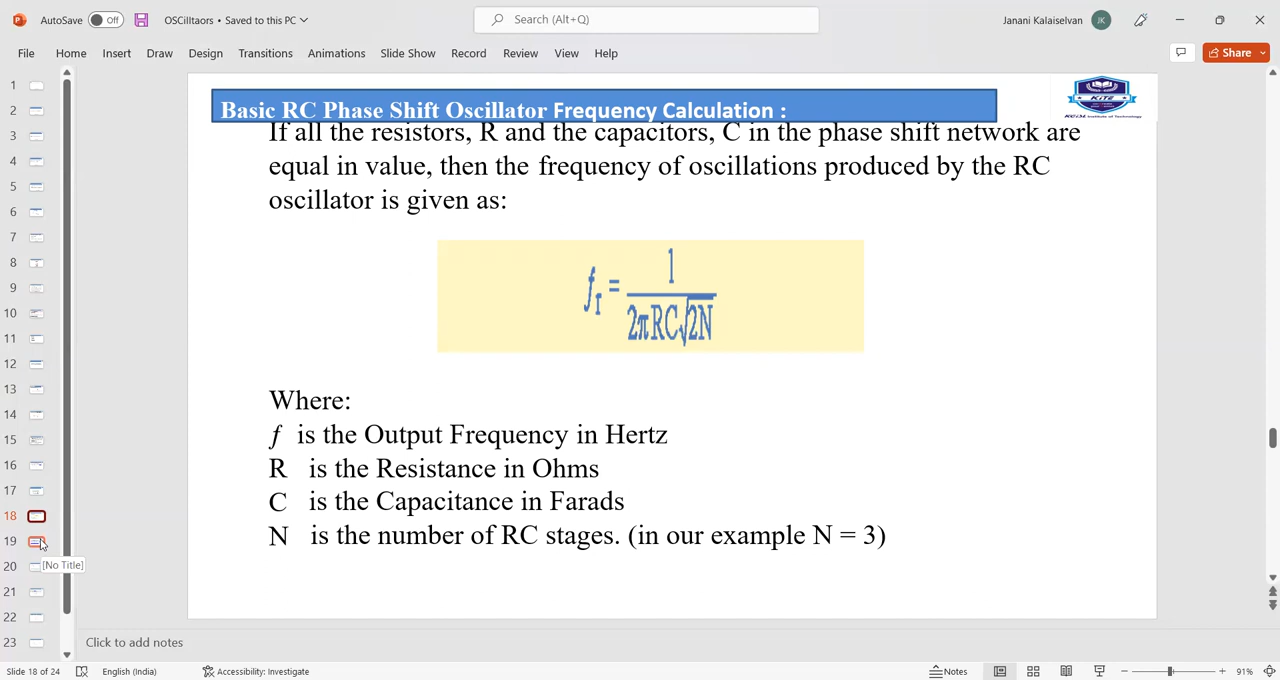 AutoSave Off OSCilltaors • Saved to this PC Search (Alt+Q) Janani Kalaiselvan JK
File Home Insert Draw Design Transitions Animations Slide Show Record Review View Help Share
1
2
3
4
5
6
7
8
9
10
11
12
13
14
15
16
17
18
19
[No Title]
20
21
22
23
Basic RC Phase Shift Oscillator Frequency Calculation :
KiTE
KGiSL Institute of Technology
If all the resistors, R and the capacitors, C in the phase shift network are
equal in value, then the frequency of oscillations produced by the RC
oscillator is given as:
f_r = 1 / 2πRC√2N
Where:
f is the Output Frequency in Hertz
R is the Resistance in Ohms
C is the Capacitance in Farads
N is the number of RC stages. (in our example N = 3)
Click to add notes
Slide 18 of 24 English (India) Accessibility: Investigate Notes 91%